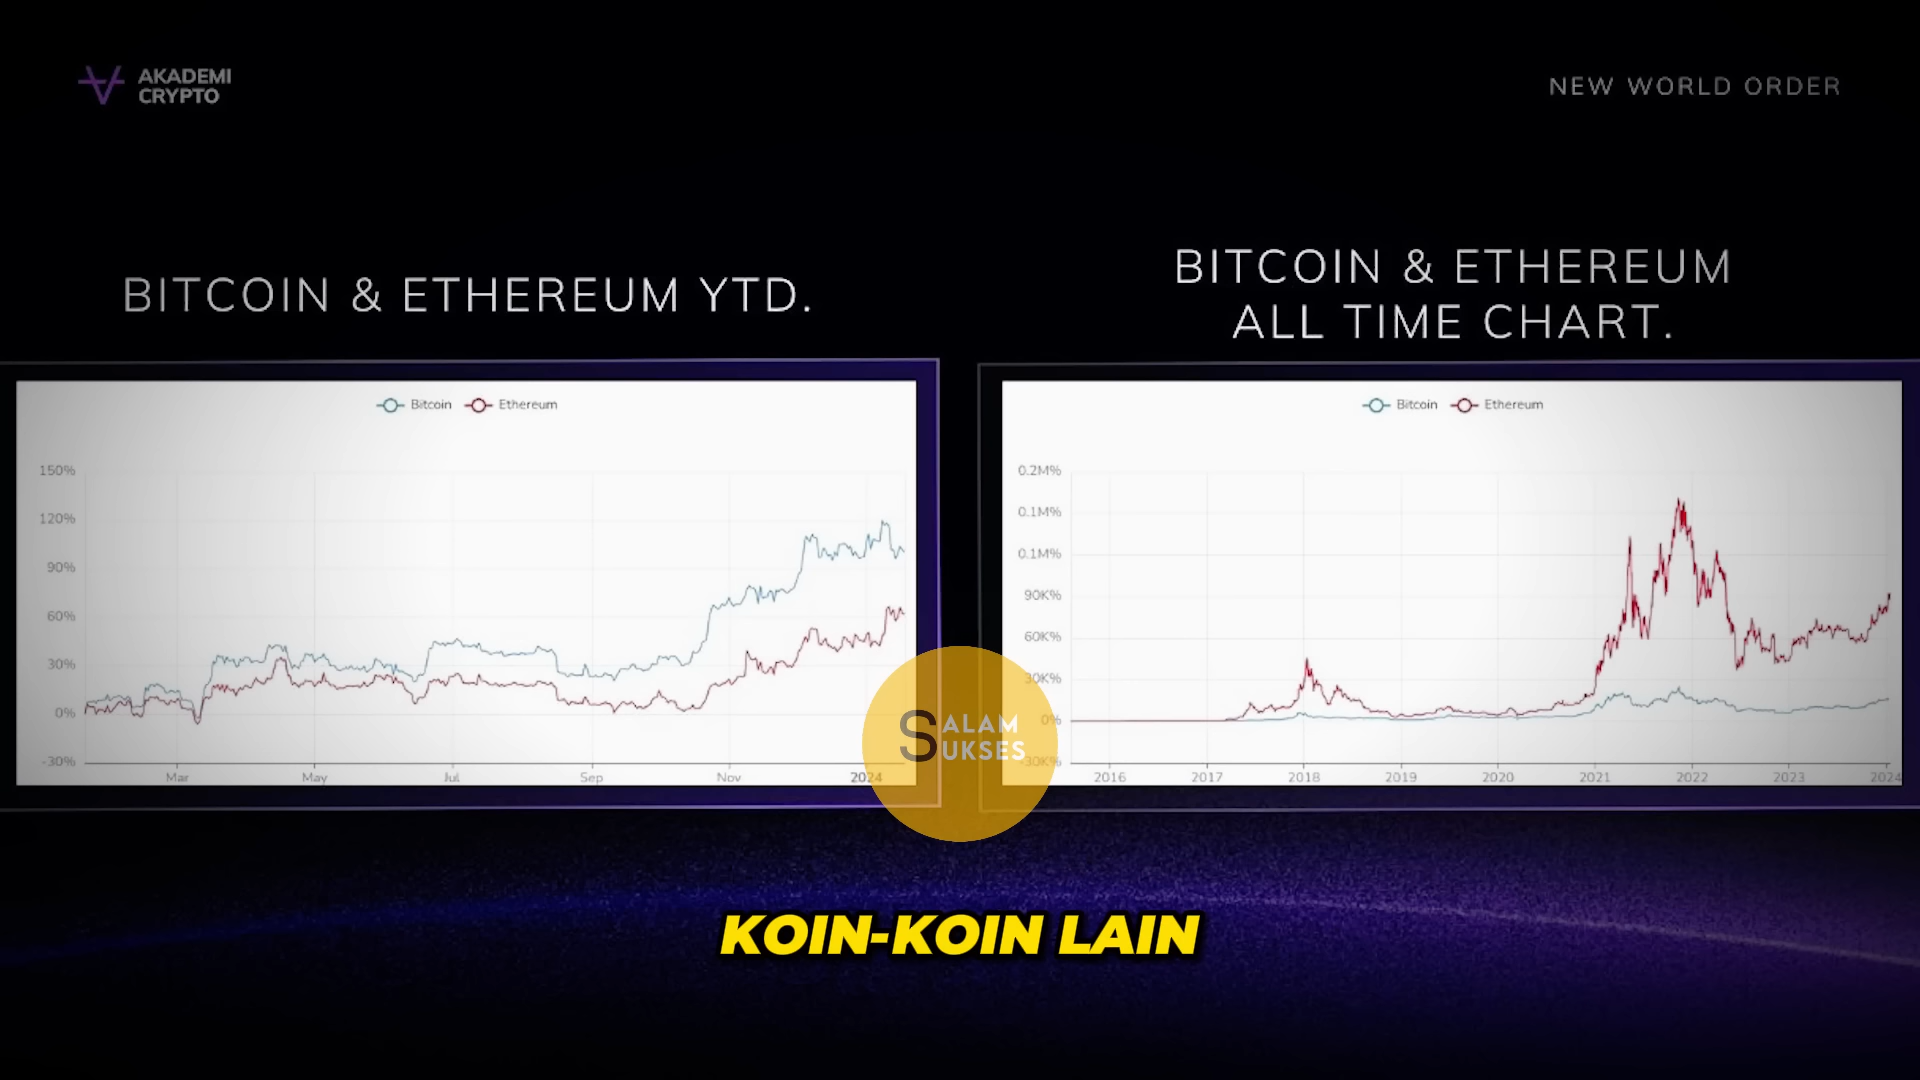 AKADEMI
CRYPTO
NEW WORLD ORDER
BITCOIN & ETHEREUM YTD.
BITCOIN & ETHEREUM
ALL TIME CHART.
Bitcoin Ethereum
150%
120%
90%
60%
30%
0%
-30%
Mar May Jul Sep Nov 2024
Bitcoin Ethereum
0.2M%
0.1M%
0.1M%
90K%
60K%
30K%
0%
-30K%
2016 2017 2018 2019 2020 2021 2022 2023 2024
SALAM
SUKSES
KOIN-KOIN LAIN